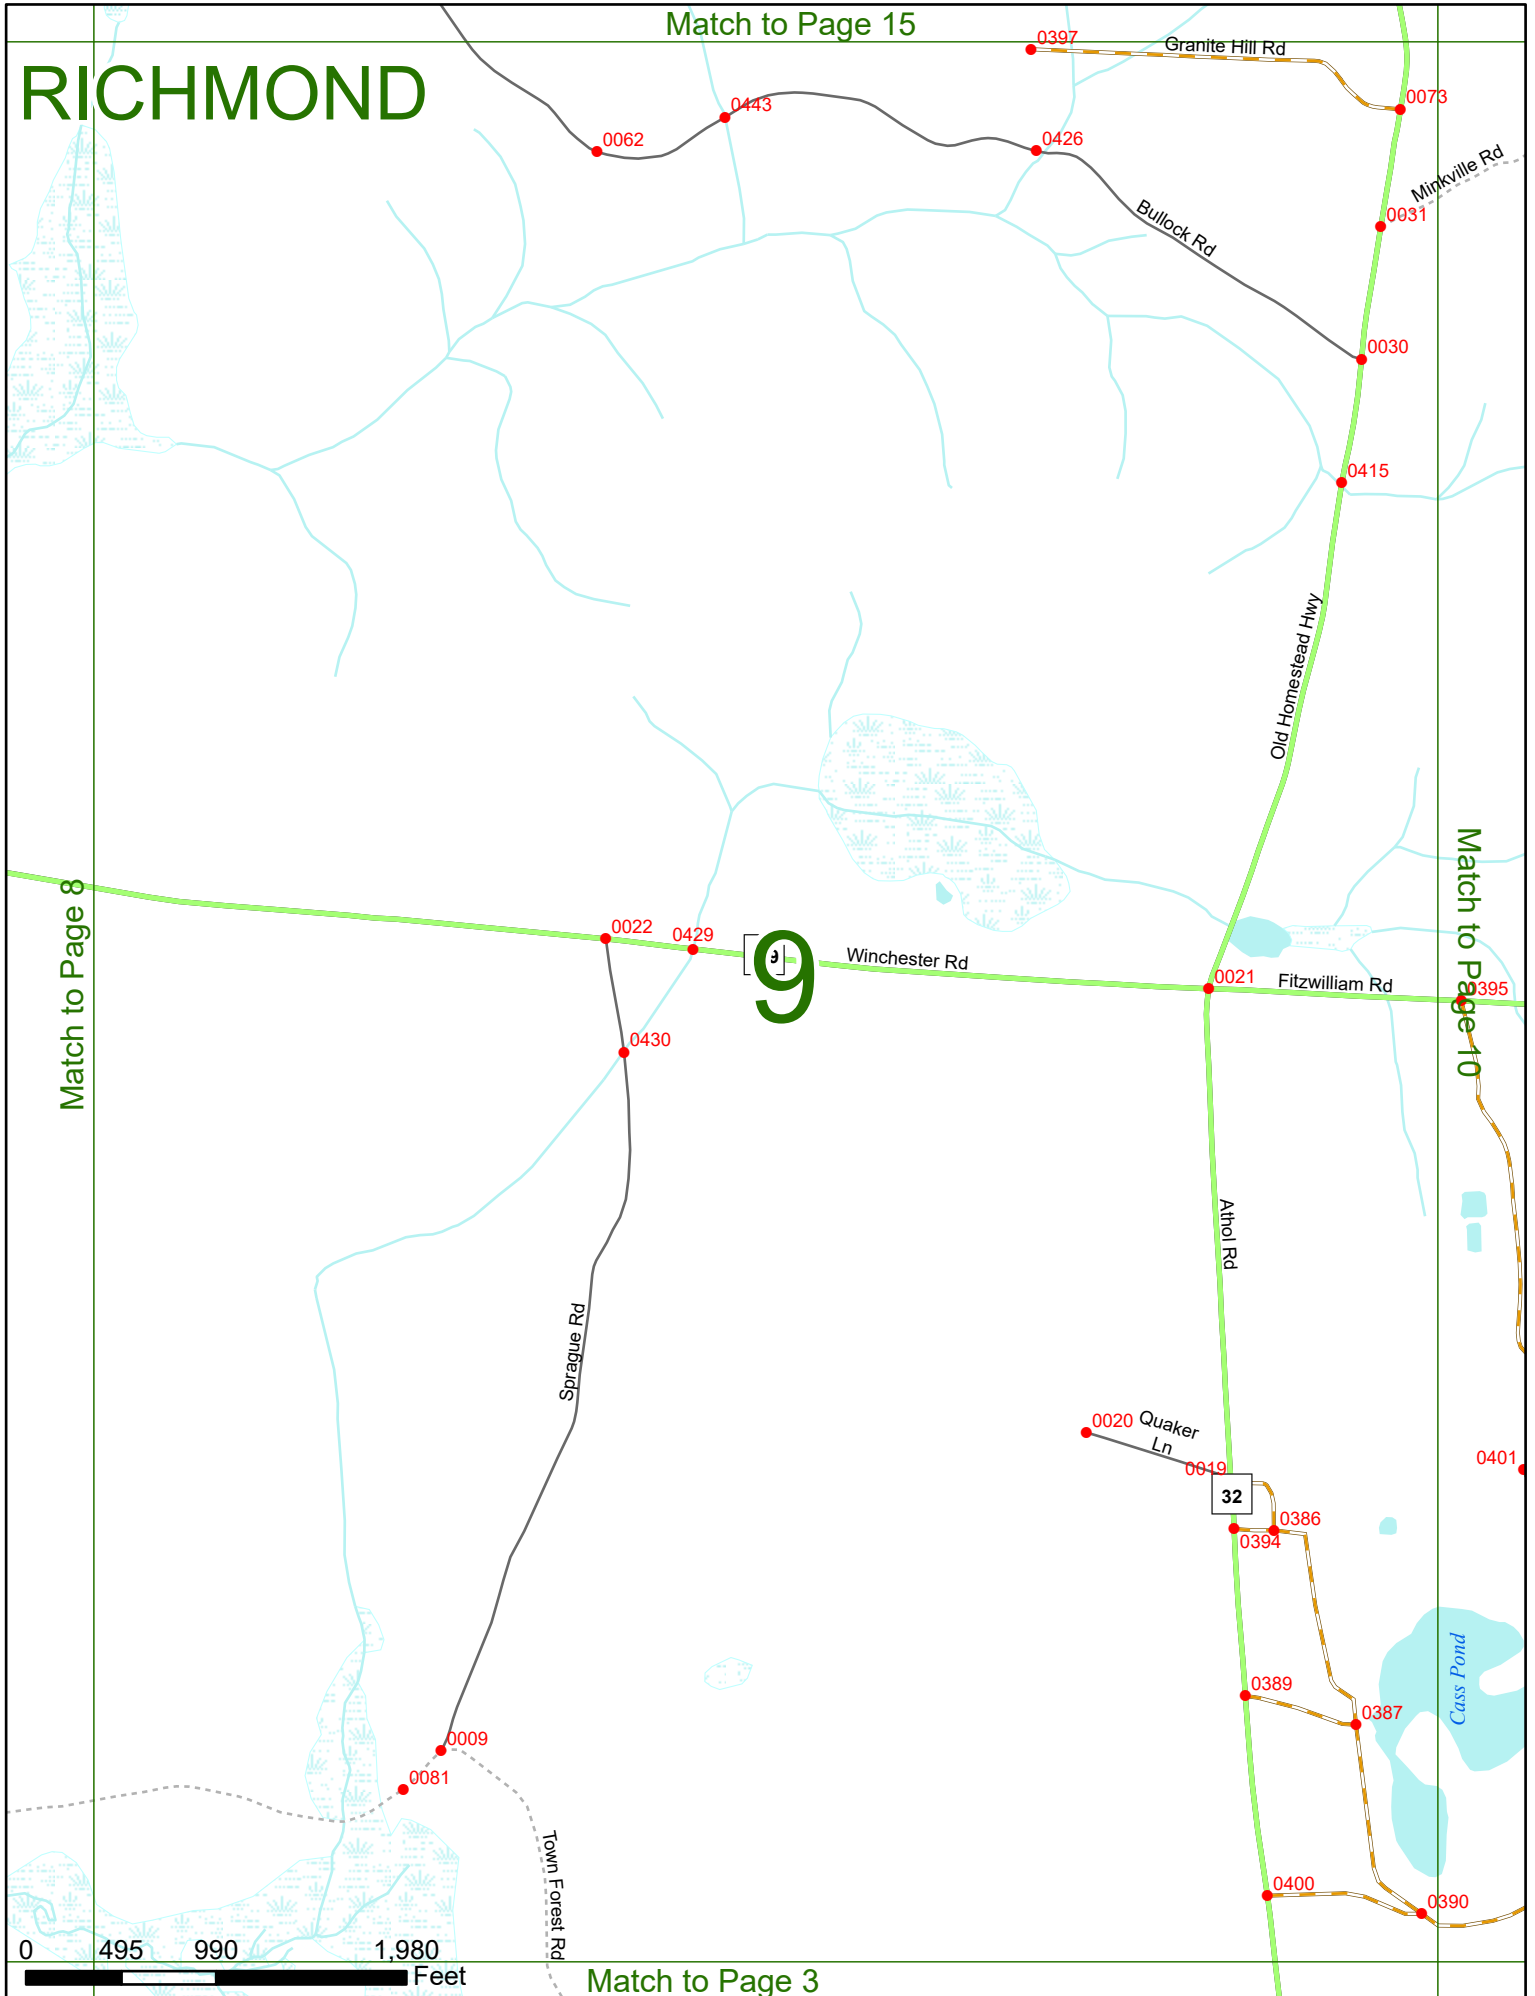 Match to Page 15
RICHMOND
0397
Granite Hill Rd
0073
0443
0062
0426
Minkville Rd
0031
Bullock Rd
0030
0415
Old Homestead Hwy
Match to Page 8
Match to Page 10
0022
0429
9
9
Winchester Rd
0021
Fitzwilliam Rd
0395
0430
Athol Rd
Sprague Rd
0020
Quaker
Ln
0019
0401
32
0386
0394
Cass Pond
0389
0387
0009
0081
Town Forest Rd
0400
0390
0 495 990 1,980
Feet
Match to Page 3